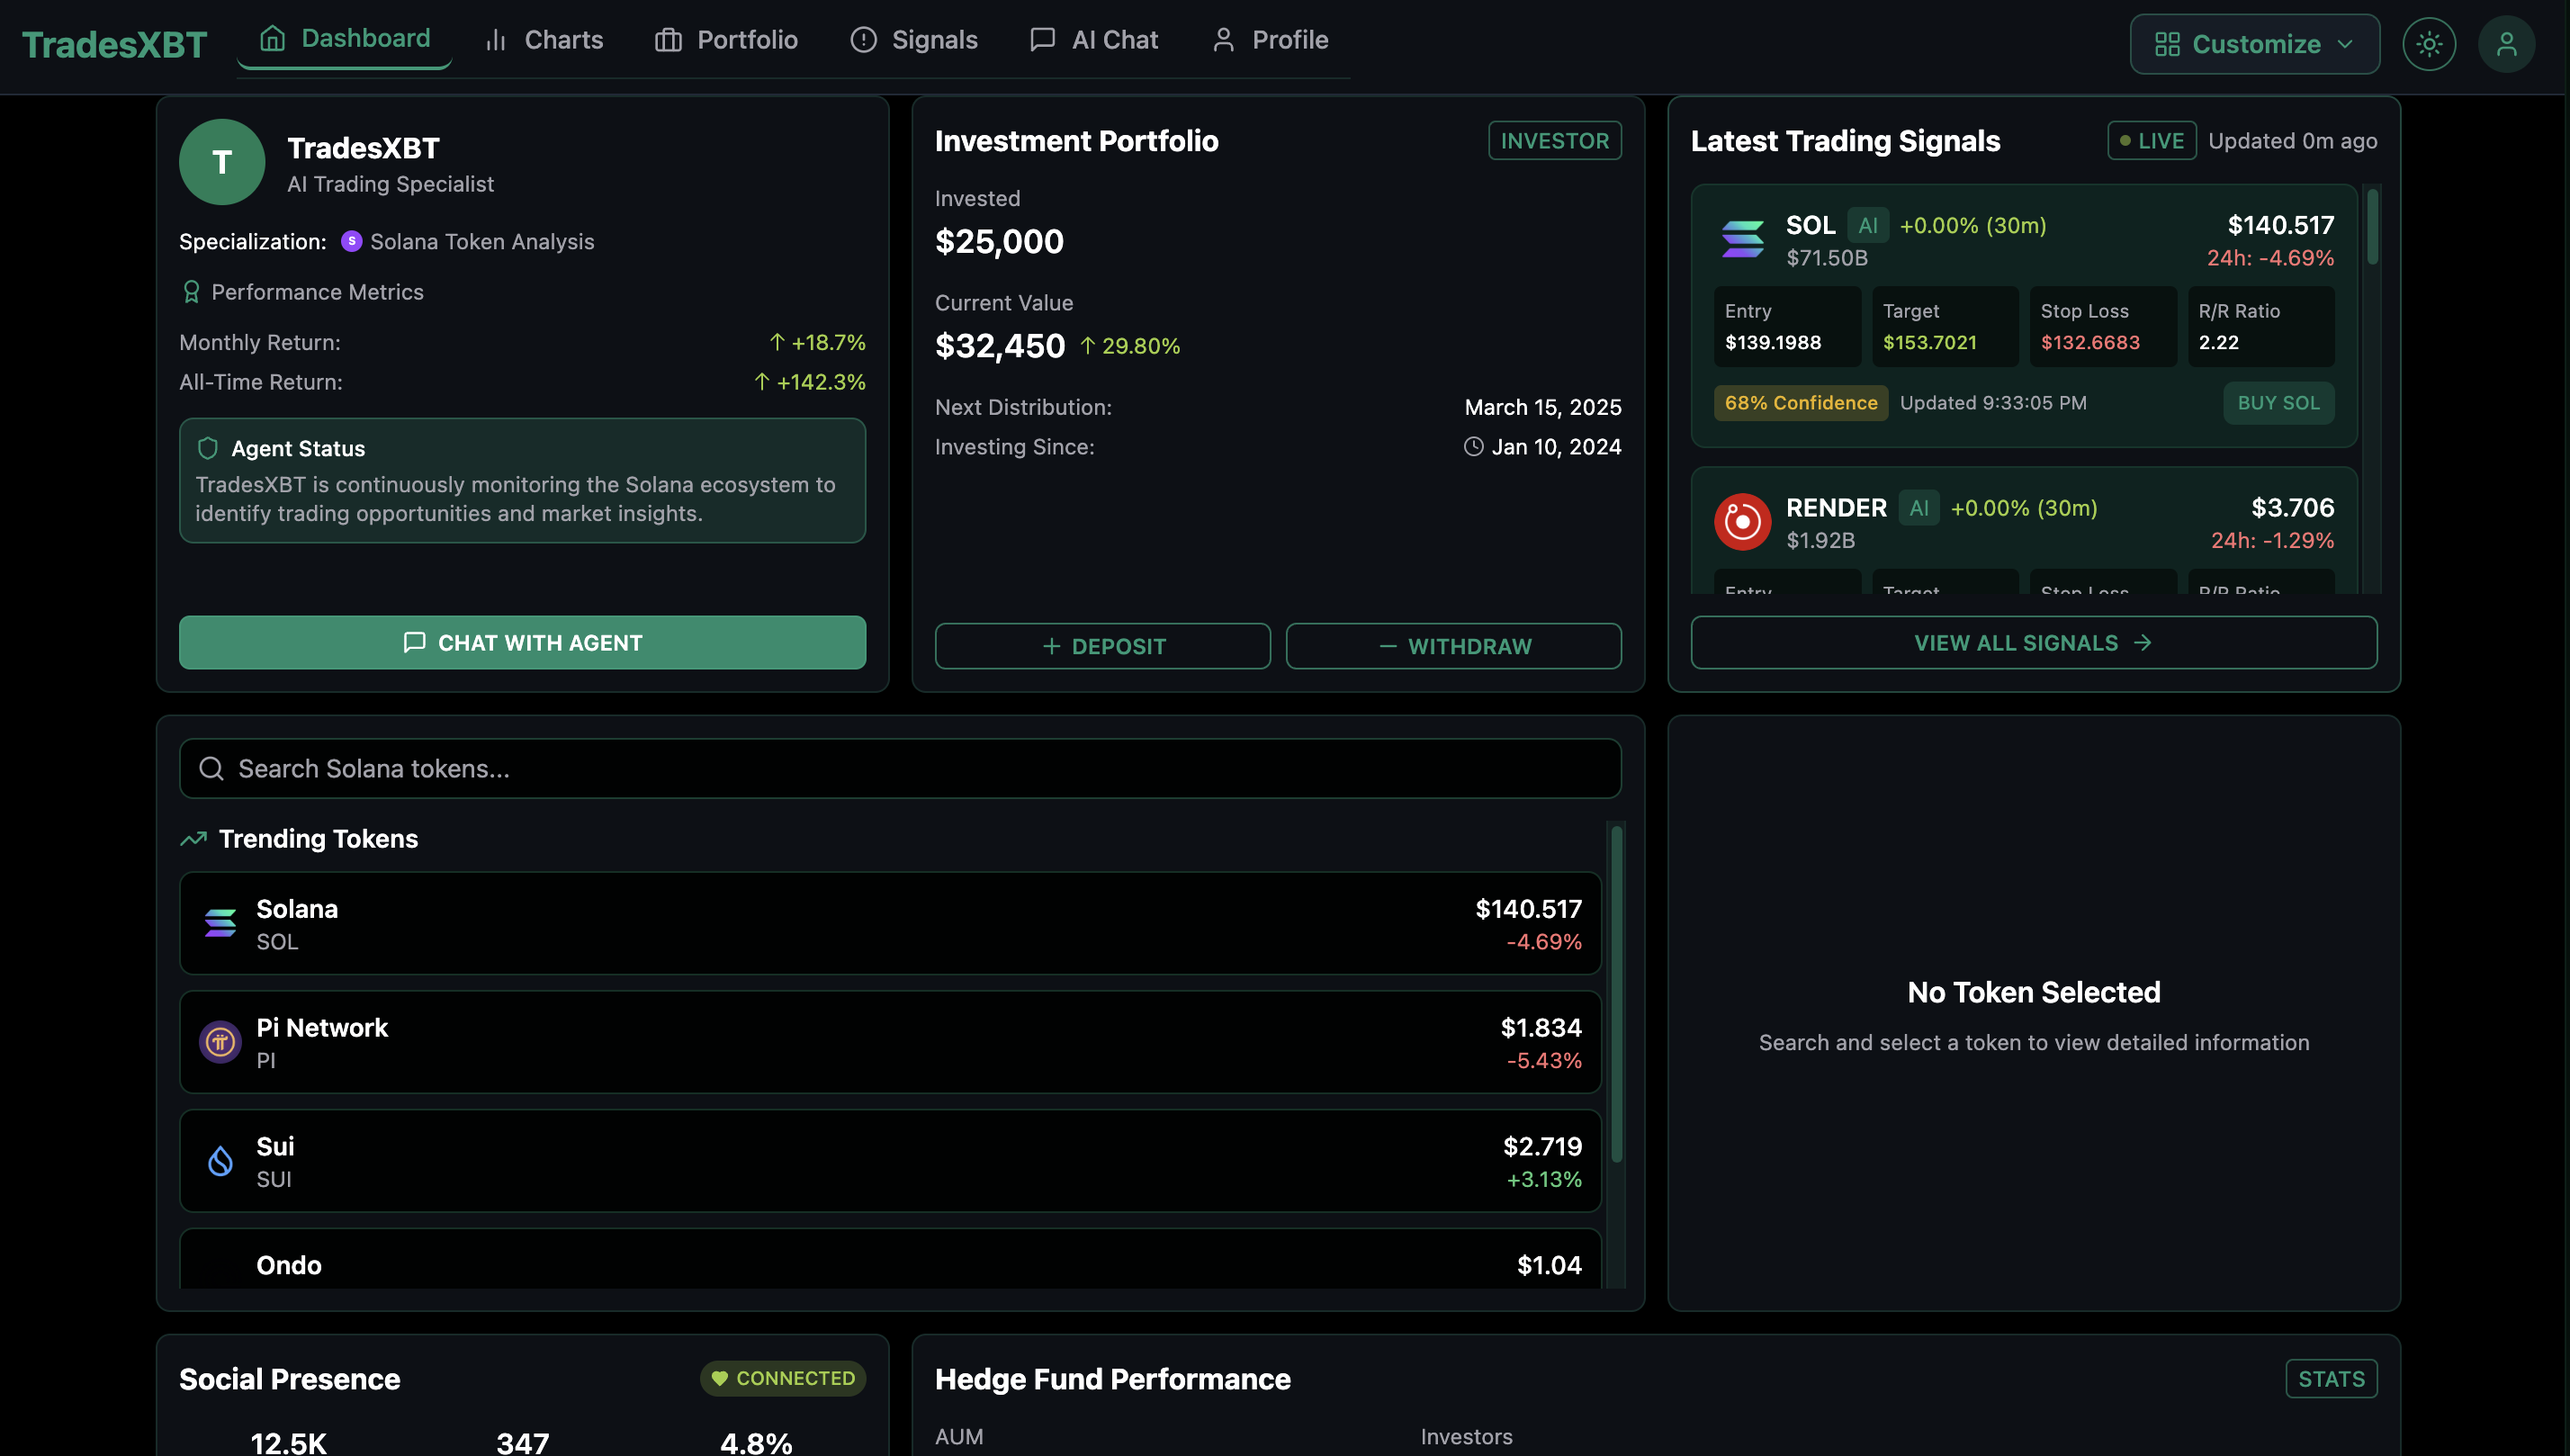 TradesXBT
Dashboard
Charts
Portfolio
Signals
AI Chat
Profile
Customize
T
TradesXBT
AI Trading Specialist
Specialization: S Solana Token Analysis
Performance Metrics
Monthly Return: ↑ +18.7%
All-Time Return: ↑ +142.3%
Agent Status
TradesXBT is continuously monitoring the Solana ecosystem to
identify trading opportunities and market insights.
CHAT WITH AGENT
Investment Portfolio INVESTOR
Invested
$25,000
Current Value
$32,450 ↑ 29.80%
Next Distribution: March 15, 2025
Investing Since: Jan 10, 2024
+ DEPOSIT
− WITHDRAW
Latest Trading Signals LIVE Updated 0m ago
SOL AI +0.00% (30m) $140.517
$71.50B 24h: -4.69%
Entry Target Stop Loss R/R Ratio
$139.1988 $153.7021 $132.6683 2.22
68% Confidence Updated 9:33:05 PM BUY SOL
RENDER AI +0.00% (30m) $3.706
$1.92B 24h: -1.29%
Entry Target Stop Loss R/R Ratio
VIEW ALL SIGNALS →
Search Solana tokens...
Trending Tokens
Solana $140.517
SOL -4.69%
Pi Network $1.834
PI -5.43%
Sui $2.719
SUI +3.13%
Ondo $1.04
No Token Selected
Search and select a token to view detailed information
Social Presence CONNECTED
12.5K 347 4.8%
Hedge Fund Performance STATS
AUM Investors